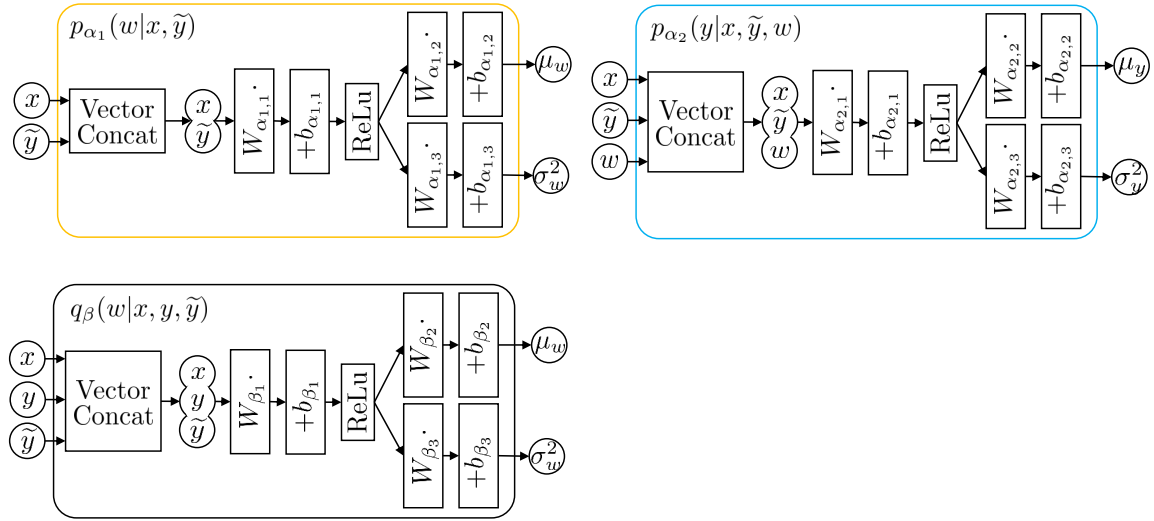 p_{α_1}(w|x, ỹ)
x
ỹ
Vector
Concat
x
ỹ
W_{α_{1,1}}·
+b_{α_{1,1}}
ReLu
W_{α_{1,2}}·
+b_{α_{1,2}}
μ_w
W_{α_{1,3}}·
+b_{α_{1,3}}
σ_w^2
p_{α_2}(y|x, ỹ, w)
x
ỹ
w
Vector
Concat
x
ỹ
w
W_{α_{2,1}}·
+b_{α_{2,1}}
ReLu
W_{α_{2,2}}·
+b_{α_{2,2}}
μ_y
W_{α_{2,3}}·
+b_{α_{2,3}}
σ_y^2
q_β(w|x, y, ỹ)
x
y
ỹ
Vector
Concat
x
y
ỹ
W_{β_1}·
+b_{β_1}
ReLu
W_{β_2}·
+b_{β_2}
μ_w
W_{β_3}·
+b_{β_3}
σ_w^2